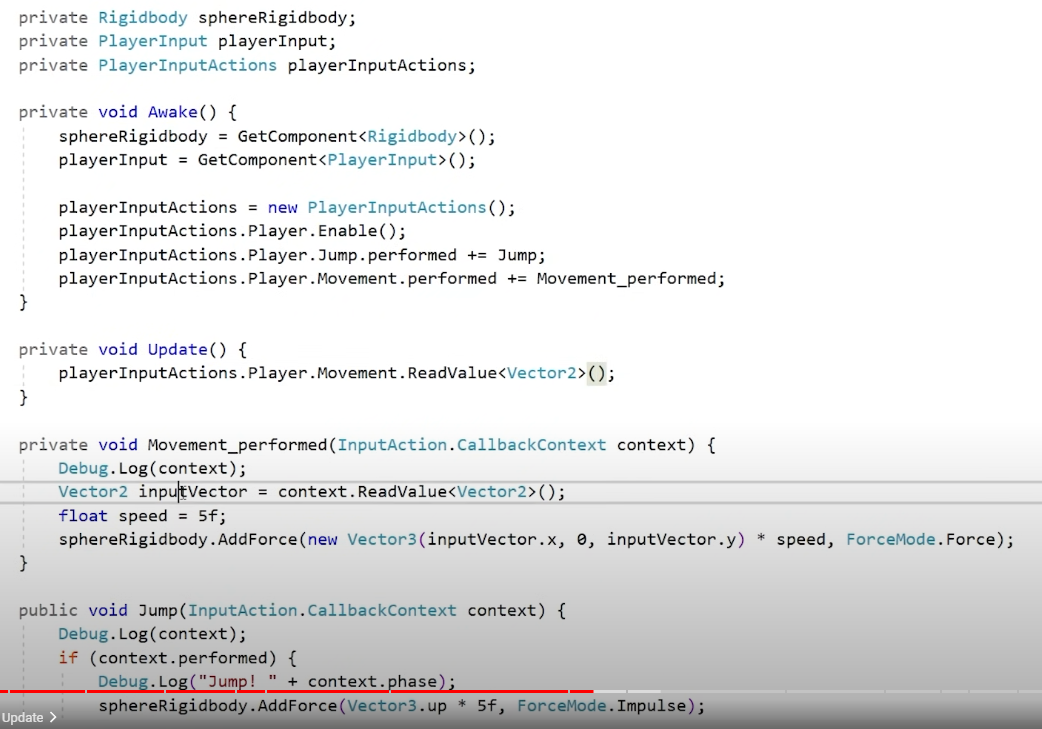 private Rigidbody sphereRigidbody;
private PlayerInput playerInput;
private PlayerInputActions playerInputActions;
private void Awake() {
sphereRigidbody = GetComponent<Rigidbody>();
playerInput = GetComponent<PlayerInput>();
playerInputActions = new PlayerInputActions();
playerInputActions.Player.Enable();
playerInputActions.Player.Jump.performed += Jump;
playerInputActions.Player.Movement.performed += Movement_performed;
}
private void Update() {
playerInputActions.Player.Movement.ReadValue<Vector2>();
}
private void Movement_performed(InputAction.CallbackContext context) {
Debug.Log(context);
Vector2 inputVector = context.ReadValue<Vector2>();
float speed = 5f;
sphereRigidbody.AddForce(new Vector3(inputVector.x, 0, inputVector.y) * speed, ForceMode.Force);
}
public void Jump(InputAction.CallbackContext context) {
Debug.Log(context);
if (context.performed) {
Debug.Log("Jump! " + context.phase);
sphereRigidbody.AddForce(Vector3.up * 5f, ForceMode.Impulse);
Update >